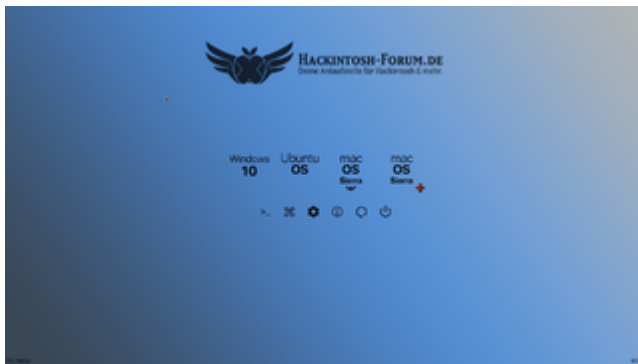 HACKINTOSH-FORUM.DE
Deine Anlaufstelle für Hackintosh & mehr.
Windows 10
Ubuntu OS
mac OS Sierra
mac OS Sierra
>_